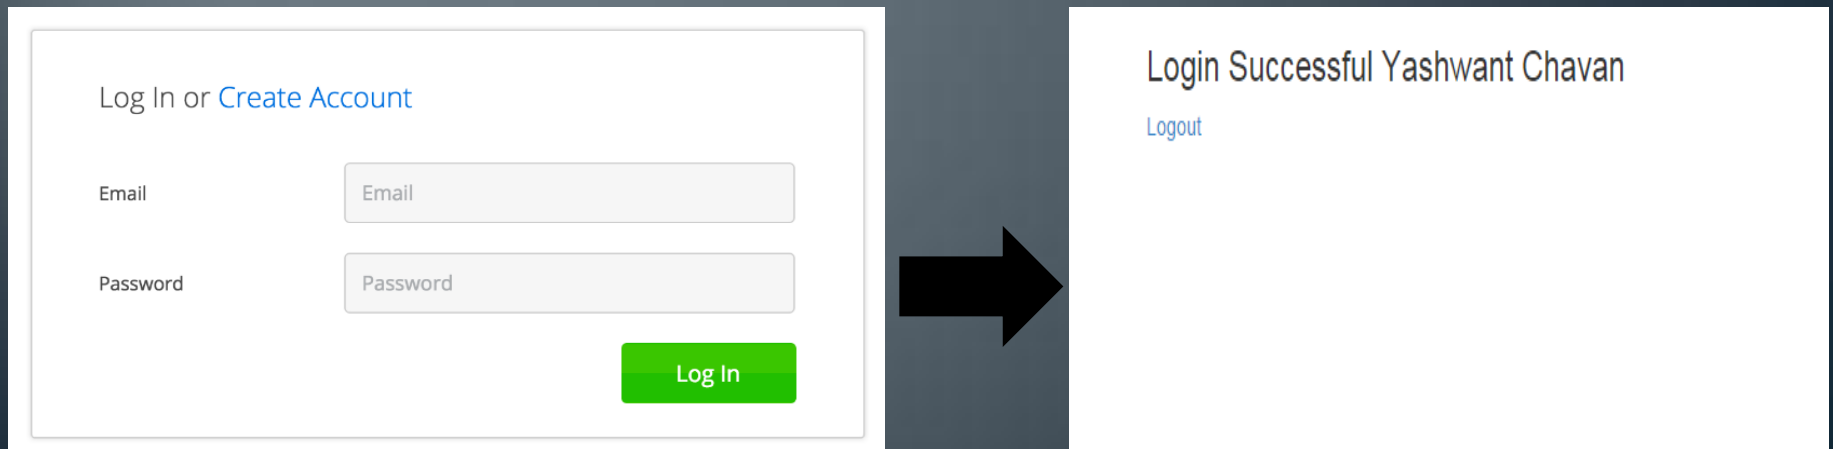 Log In or Create Account
Email Email
Password Password
Log In
Login Successful Yashwant Chavan
Logout